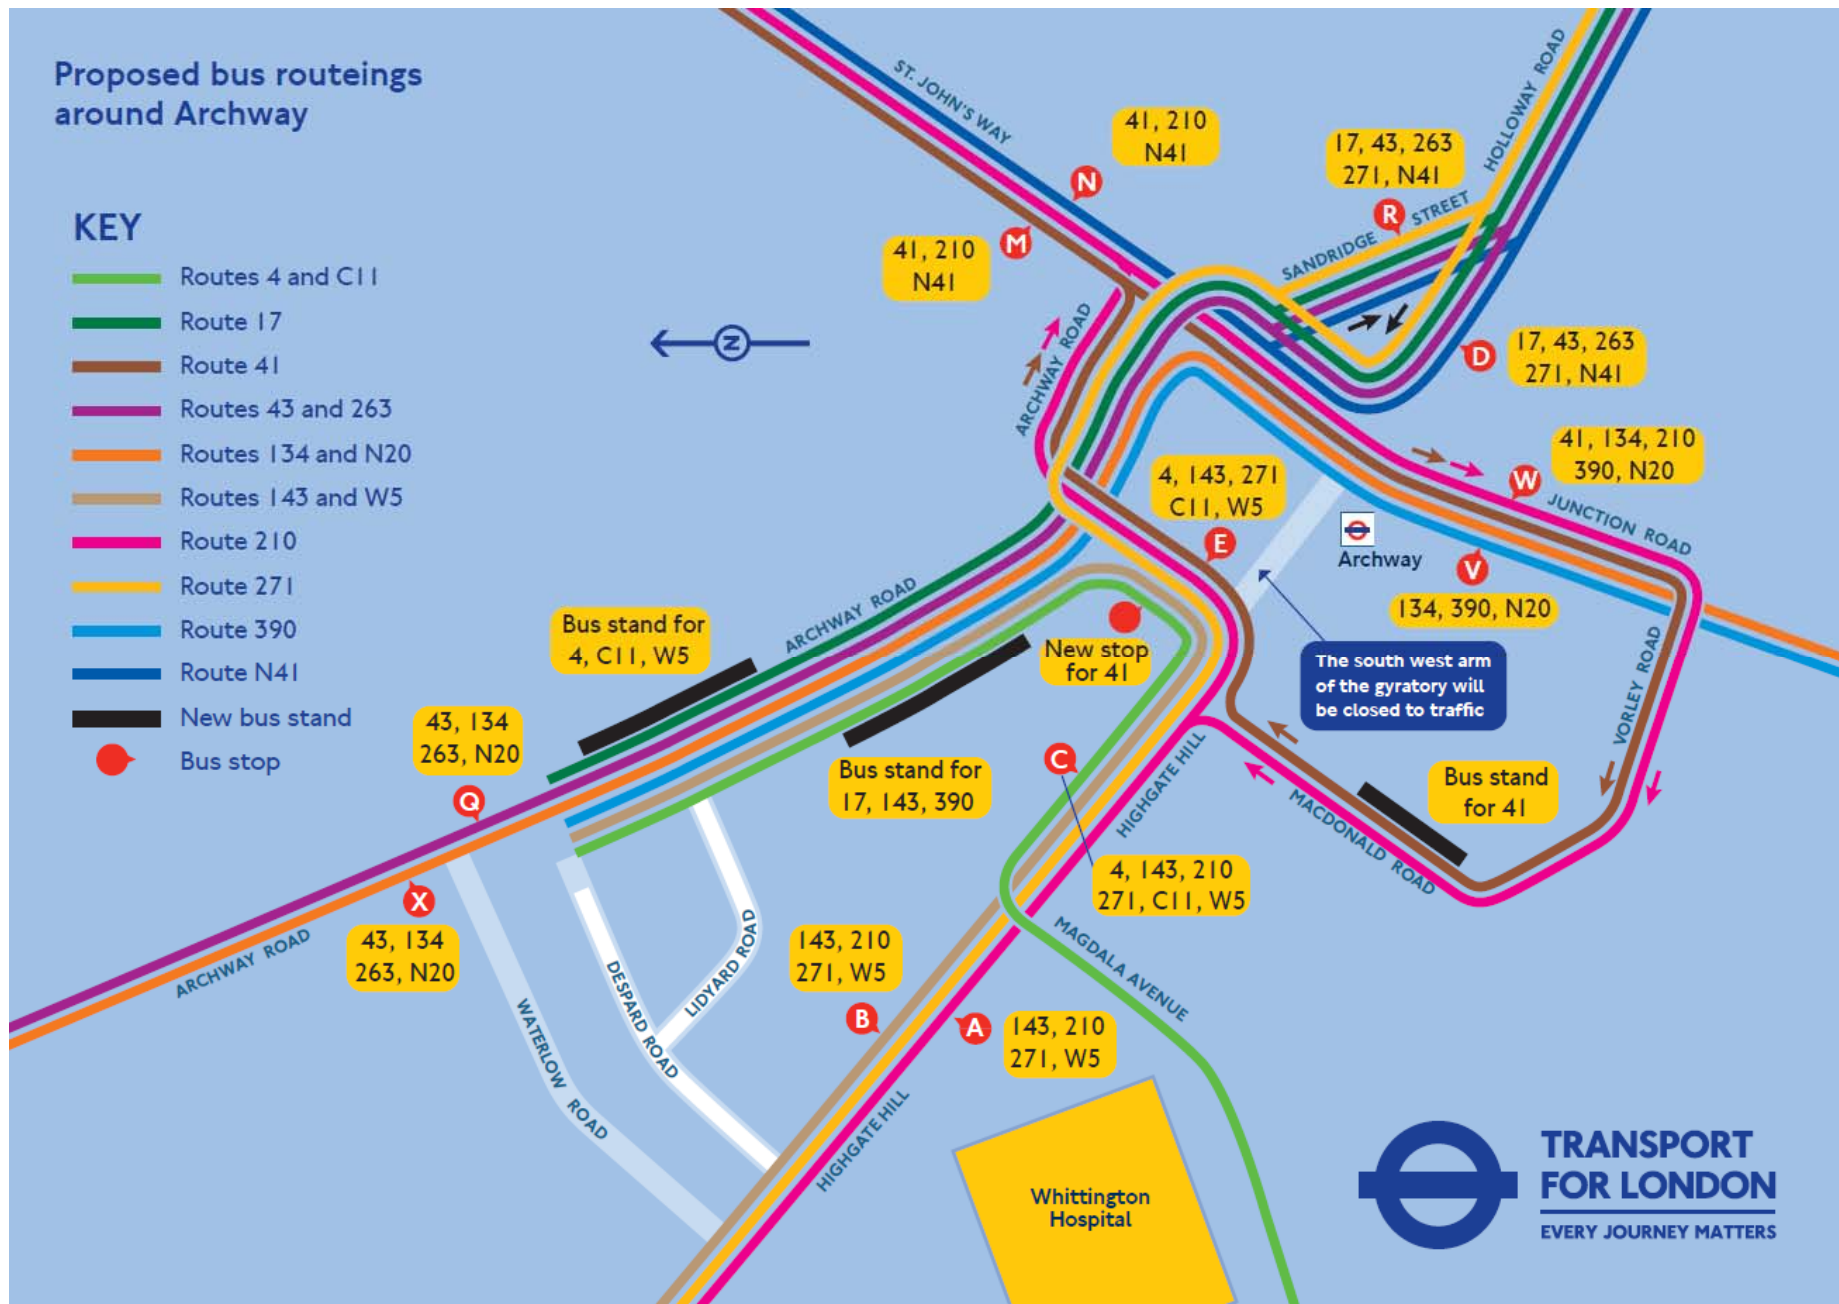 Proposed bus routeings
around Archway
KEY
Routes 4 and C11
Route 17
Route 41
Routes 43 and 263
Routes 134 and N20
Routes 143 and W5
Route 210
Route 271
Route 390
Route N41
New bus stand
Bus stop
ST. JOHN'S WAY
41, 210
N41
N
41, 210
N41
M
N
17, 43, 263
271, N41
R
SANDRIDGE STREET
HOLLOWAY ROAD
D
17, 43, 263
271, N41
ARCHWAY ROAD
4, 143, 271
C11, W5
E
41, 134, 210
390, N20
W
JUNCTION ROAD
Archway
V
134, 390, N20
The south west arm
of the gyratory will
be closed to traffic
VORLEY ROAD
Bus stand for
4, C11, W5
ARCHWAY ROAD
New stop
for 41
43, 134
263, N20
Q
Bus stand for
17, 143, 390
C
HIGHGATE HILL
MACDONALD ROAD
Bus stand
for 41
X
43, 134
263, N20
ARCHWAY ROAD
4, 143, 210
271, C11, W5
MAGDALA AVENUE
LIDYARD ROAD
DESPARD ROAD
WATERLOW ROAD
143, 210
271, W5
B
A
143, 210
271, W5
HIGHGATE HILL
Whittington
Hospital
TRANSPORT
FOR LONDON
EVERY JOURNEY MATTERS